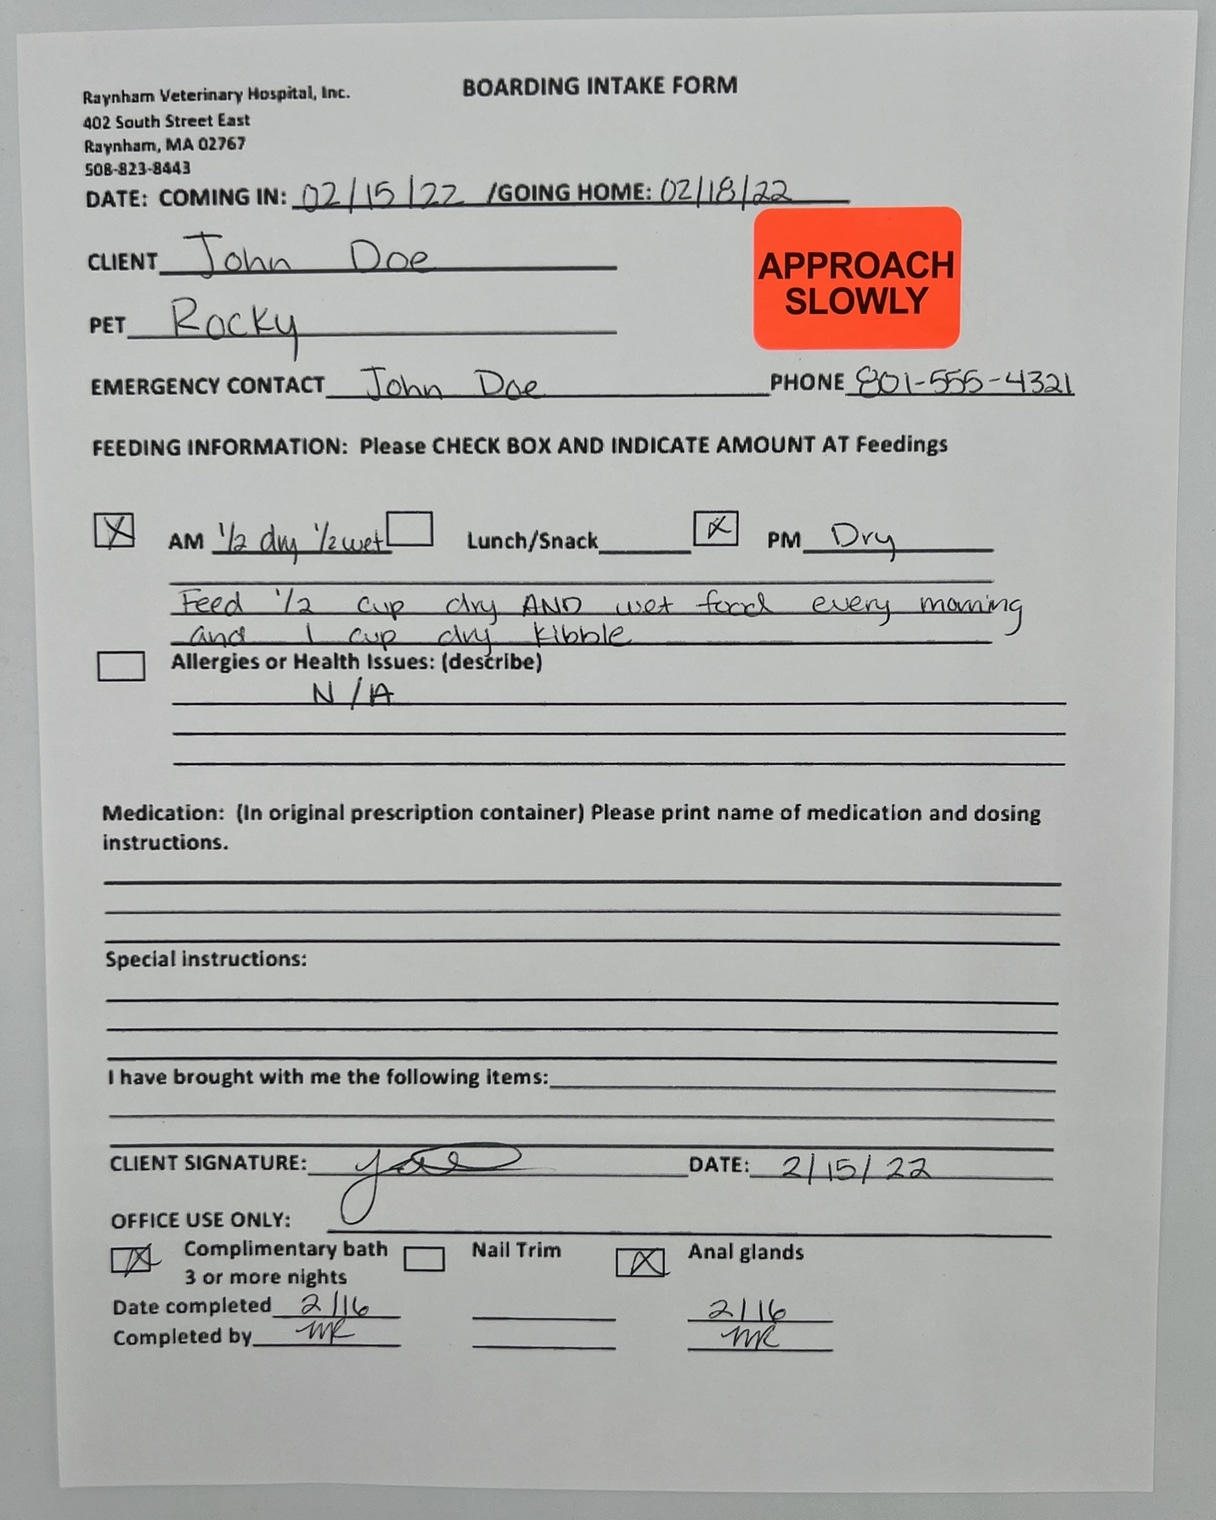 BOARDING INTAKE FORM
Raynham Veterinary Hospital, Inc.
402 South Street East
Raynham, MA 02767
508-823-8443
DATE: COMING IN: 02/15/22 /GOING HOME: 02/18/22
CLIENT John Doe
APPROACH
SLOWLY
PET Rocky
EMERGENCY CONTACT John Doe PHONE 801-555-4321
FEEDING INFORMATION: Please CHECK BOX AND INDICATE AMOUNT AT Feedings
X AM 1/2 dry 1/2 wet Lunch/Snack X PM Dry
Feed 1/2 cup dry AND wet food every morning
and 1 cup dry kibble
Allergies or Health Issues: (describe)
N/A
Medication: (In original prescription container) Please print name of medication and dosing
instructions.
Special instructions:
I have brought with me the following items:
CLIENT SIGNATURE: DATE: 2/15/22
OFFICE USE ONLY:
X Complimentary bath Nail Trim X Anal glands
3 or more nights
Date completed 2/16 2/16
Completed by MR MR